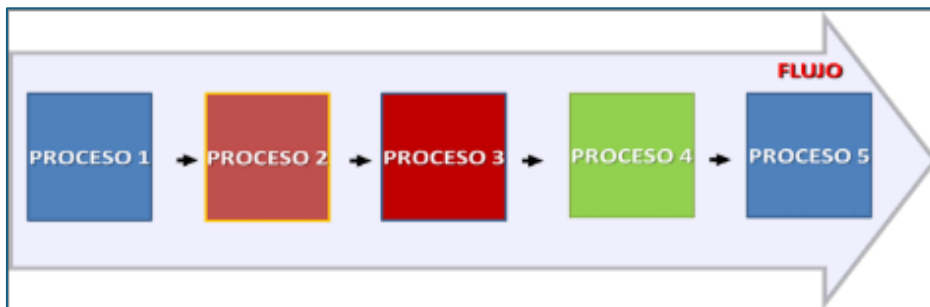 FLUJO
PROCESO 1
PROCESO 2
PROCESO 3
PROCESO 4
PROCESO 5